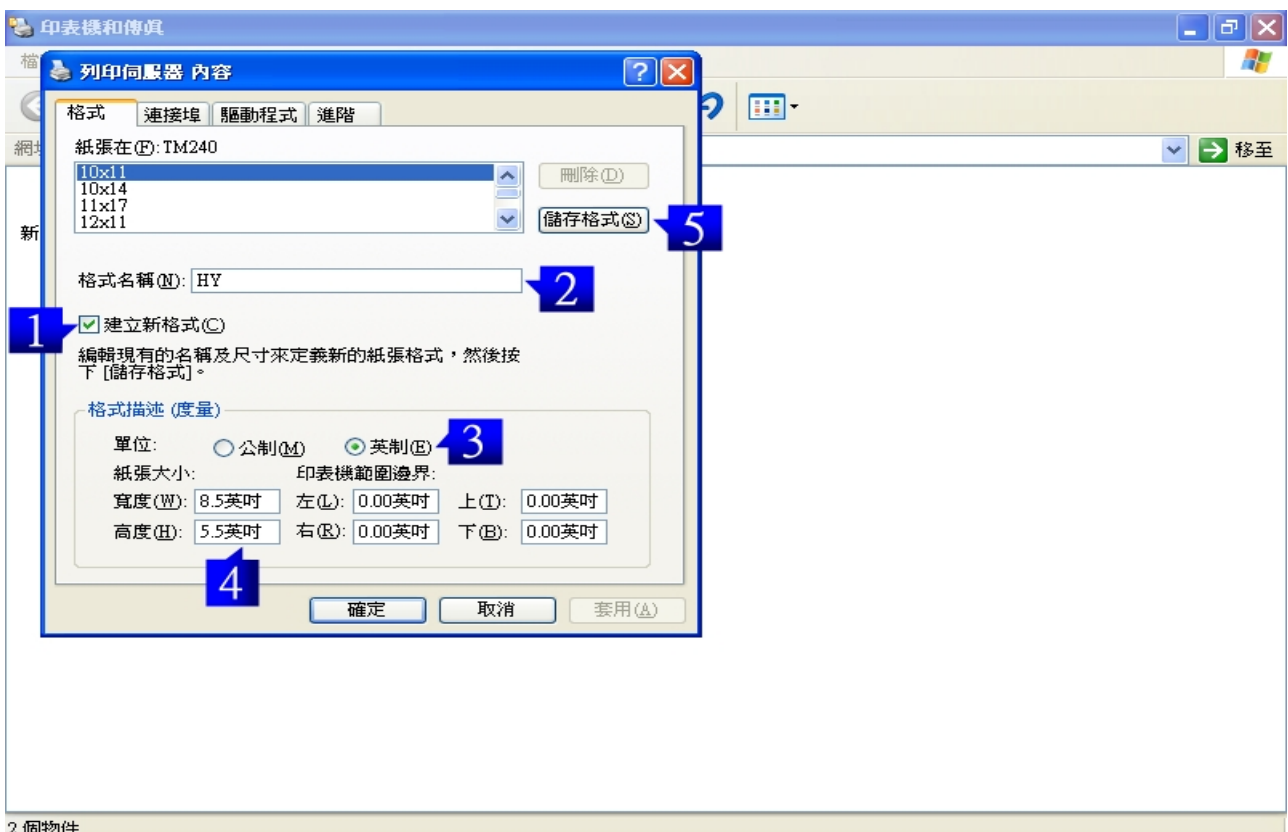 印表機和傳真
檔
列印伺服器 內容
格式 連接埠 驅動程式 進階
網址 移至
紙張在(F): TM240
10x11
10x14
11x17
12x11
刪除(D)
儲存格式(S) 5
新
格式名稱(N): HY 2
1 建立新格式(C)
編輯現有的名稱及尺寸來定義新的紙張格式，然後按
下 [儲存格式]。
格式描述 (度量)
單位: 公制(M) 英制(E) 3
紙張大小: 印表機範圍邊界:
寬度(W): 8.5英吋 左(L): 0.00英吋 上(T): 0.00英吋
高度(H): 5.5英吋 右(R): 0.00英吋 下(B): 0.00英吋
4
確定 取消 套用(A)
2 個物件